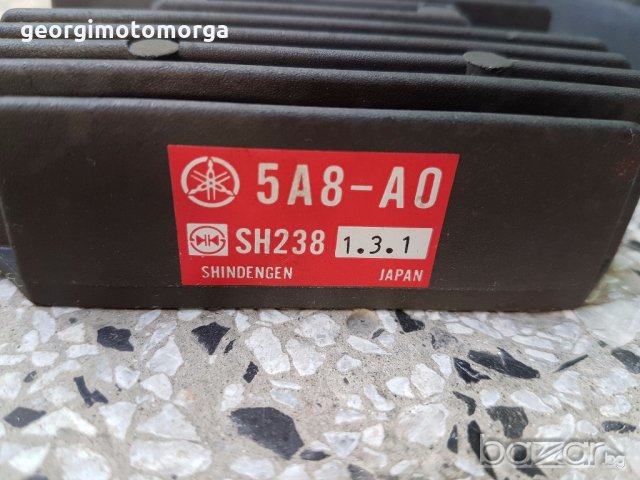 georgimotomorga
5A8-A0
SH238 1.3.1
SHINDENGEN JAPAN
bazar.bg